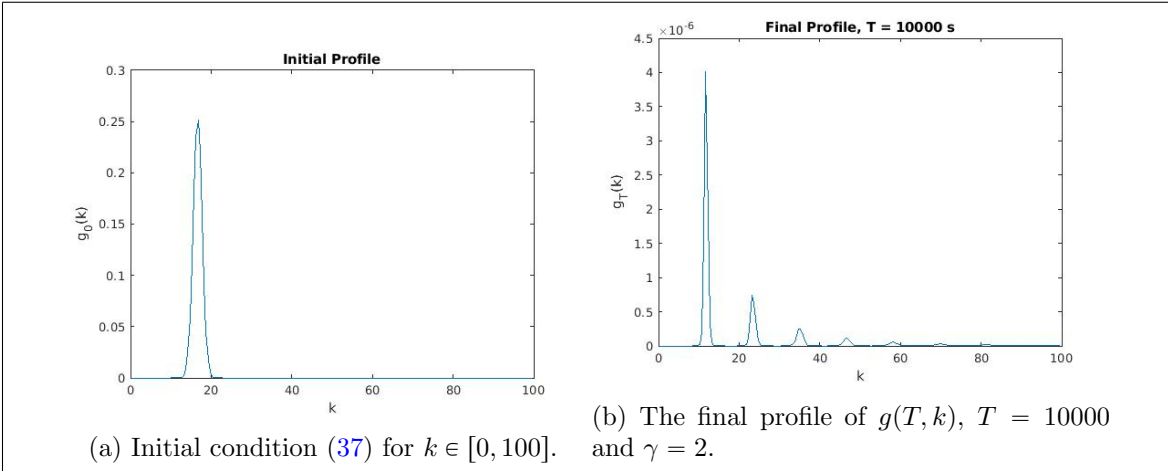 Initial Profile
0.3
0.25
0.2
0.15
0.1
0.05
0
g₀(k)
0 20 40 60 80 100
k
(a) Initial condition (37) for k ∈ [0, 100].
×10⁻⁶
Final Profile, T = 10000 s
4.5
4
3.5
3
2.5
2
1.5
1
0.5
0
g_T(k)
0 20 40 60 80 100
k
(b) The final profile of g(T, k), T = 10000
and γ = 2.